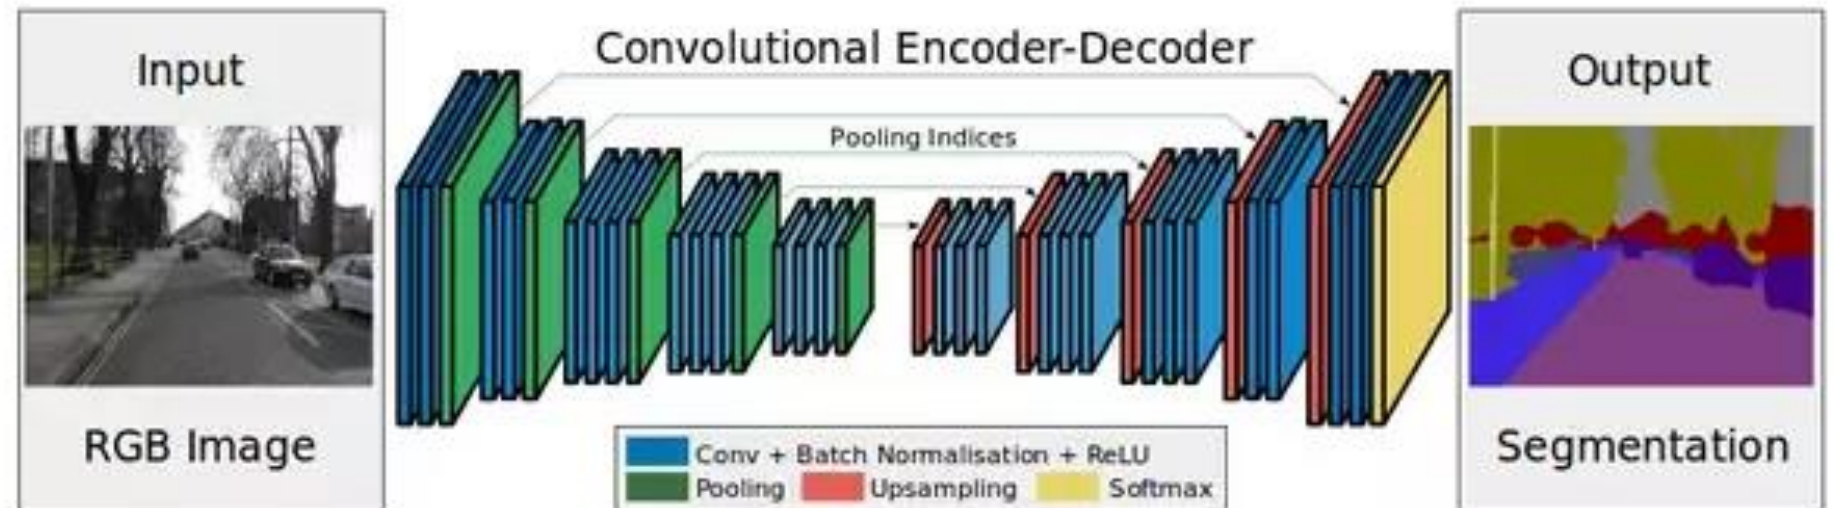 Input
RGB Image
Convolutional Encoder-Decoder
Pooling Indices
Conv + Batch Normalisation + ReLU
Pooling Upsampling Softmax
Output
Segmentation